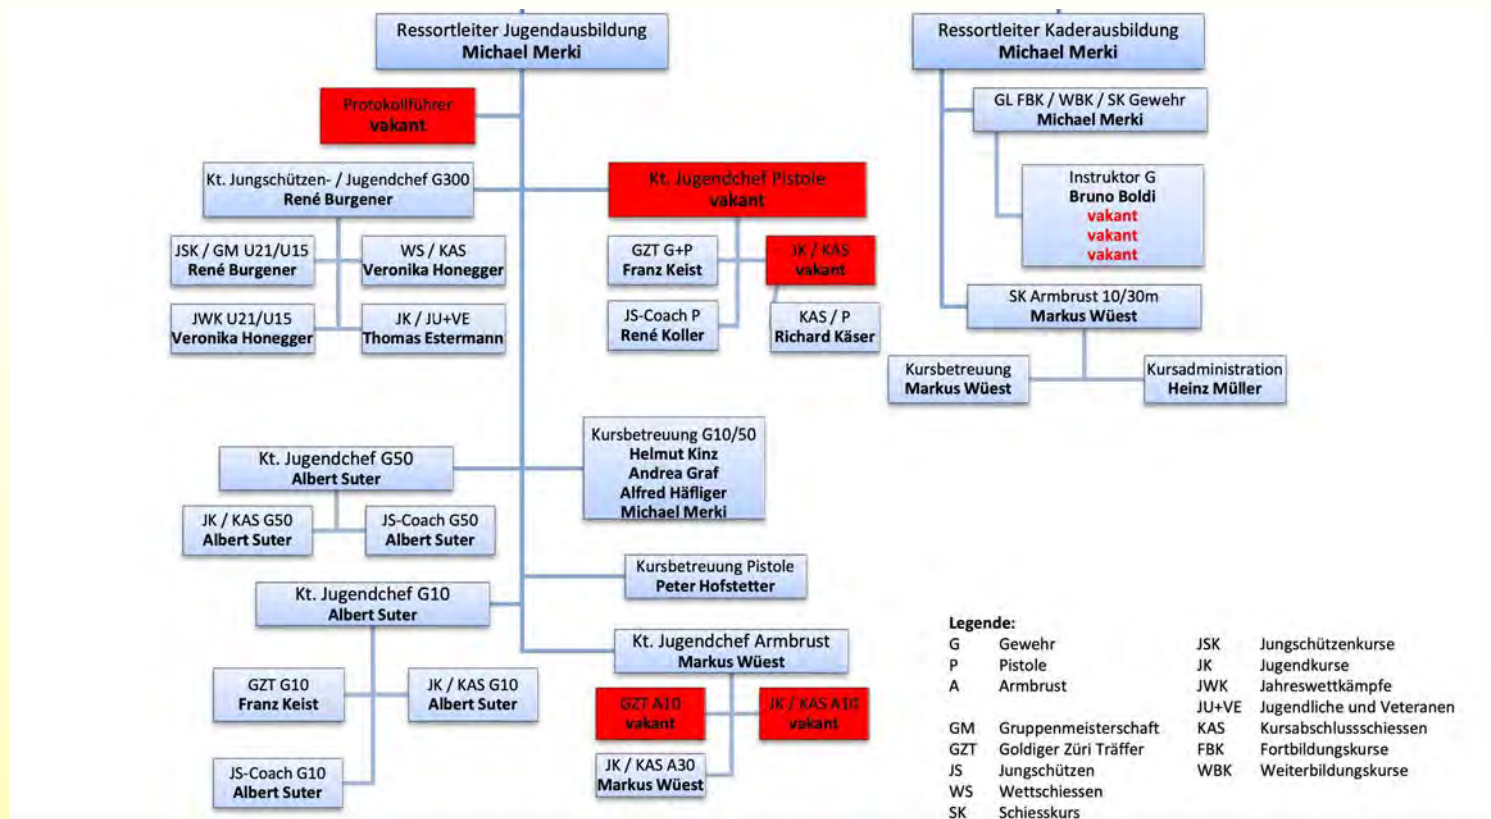 Ressortleiter Jugendausbildung
Michael Merki
Ressortleiter Kaderausbildung
Michael Merki
Protokollführer
vakant
GL FBK / WBK / SK Gewehr
Michael Merki
Kt. Jungschützen- / Jugendchef G300
René Burgener
Kt. Jugendchef Pistole
vakant
Instruktor G
Bruno Boldi
vakant
vakant
vakant
JSK / GM U21/U15
René Burgener
WS / KAS
Veronika Honegger
GZT G+P
Franz Keist
JK / KAS
vakant
JWK U21/U15
Veronika Honegger
JK / JU+VE
Thomas Estermann
JS-Coach P
René Koller
KAS / P
Richard Käser
SK Armbrust 10/30m
Markus Wüest
Kursbetreuung
Markus Wüest
Kursadministration
Heinz Müller
Kt. Jugendchef G50
Albert Suter
Kursbetreuung G10/50
Helmut Kinz
Andrea Graf
Alfred Häfliger
Michael Merki
JK / KAS G50
Albert Suter
JS-Coach G50
Albert Suter
Kursbetreuung Pistole
Peter Hofstetter
Kt. Jugendchef G10
Albert Suter
Kt. Jugendchef Armbrust
Markus Wüest
GZT G10
Franz Keist
JK / KAS G10
Albert Suter
GZT A10
vakant
JK / KAS A10
vakant
JS-Coach G10
Albert Suter
JK / KAS A30
Markus Wüest
Legende:
G Gewehr
P Pistole
A Armbrust
GM Gruppenmeisterschaft
GZT Goldiger Züri Träffer
JS Jungschützen
WS Wettschiessen
SK Schiesskurs
JSK Jungschützenkurse
JK Jugendkurse
JWK Jahreswettkämpfe
JU+VE Jugendliche und Veteranen
KAS Kursabschlussschiessen
FBK Fortbildungskurse
WBK Weiterbildungskurse